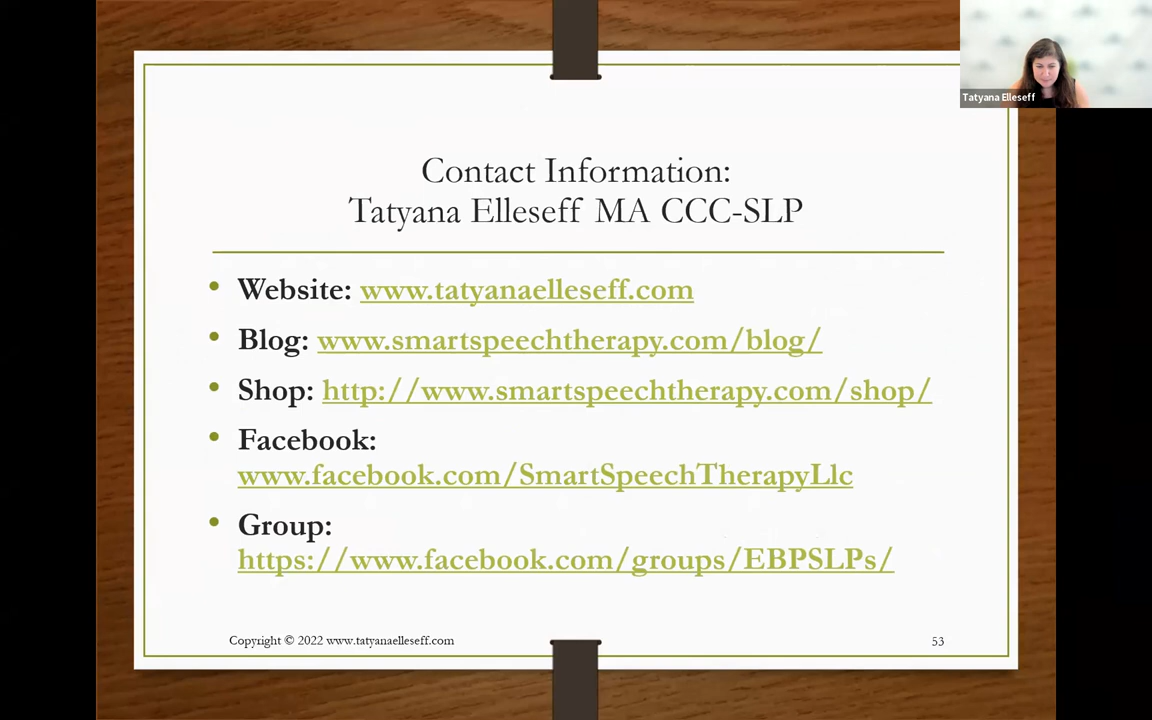 Contact Information:
Tatyana Elleseff MA CCC-SLP
• Website: www.tatyanaelleseff.com
• Blog: www.smartspeechtherapy.com/blog/
• Shop: http://www.smartspeechtherapy.com/shop/
• Facebook:
www.facebook.com/SmartSpeechTherapyLlc
• Group:
https://www.facebook.com/groups/EBPSLPs/
Copyright © 2022 www.tatyanaelleseff.com
53
Tatyana Elleseff